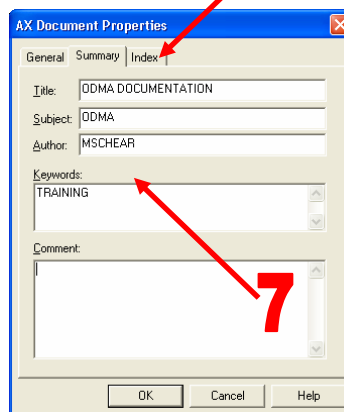 AX Document Properties
General Summary Index
Title: ODMA DOCUMENTATION
Subject: ODMA
Author: MSCHEAR
Keywords:
TRAINING
Comment:
7
OK Cancel Help